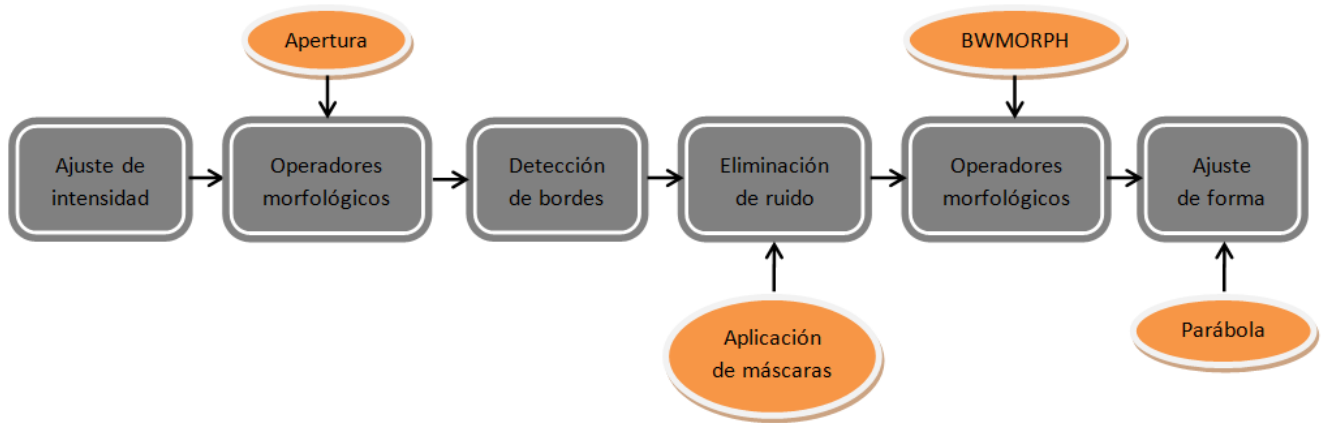 Apertura
BWMORPH
Ajuste de
intensidad
Operadores
morfológicos
Detección
de bordes
Eliminación
de ruido
Operadores
morfológicos
Ajuste
de forma
Aplicación
de máscaras
Parábola